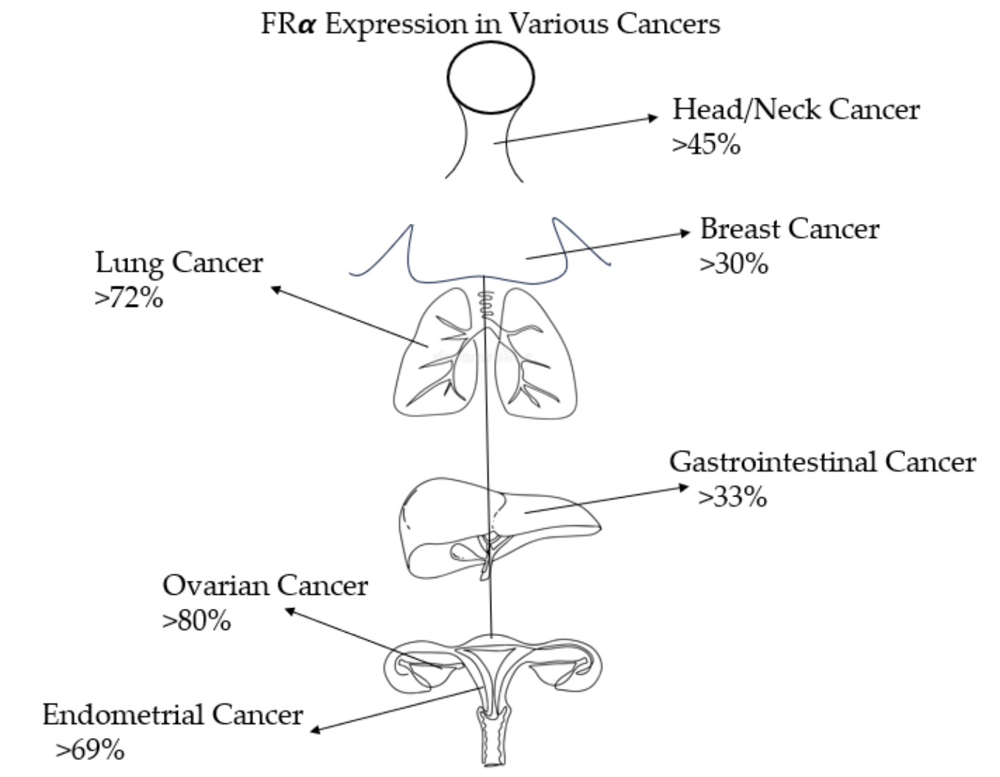 FRα Expression in Various Cancers
Head/Neck Cancer
>45%
Breast Cancer
>30%
Lung Cancer
>72%
Gastrointestinal Cancer
>33%
Ovarian Cancer
>80%
Endometrial Cancer
>69%